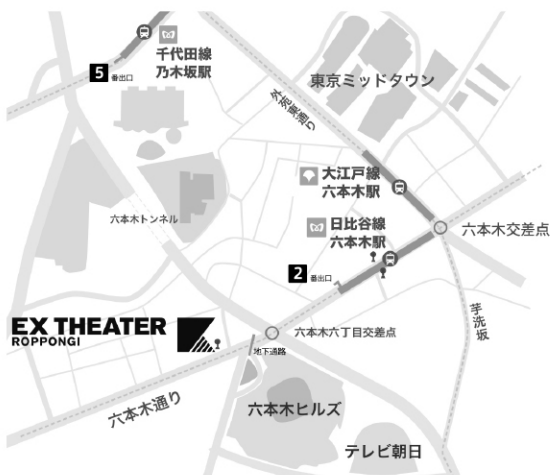 千代田線
乃木坂駅
5 番出口
東京ミッドタウン
外苑東通り
大江戸線
六本木駅
六本木トンネル
日比谷線
六本木駅
六本木交差点
2 番出口
芋洗坂
EX THEATER
ROPPONGI
六本木六丁目交差点
地下通路
六本木通り
六本木ヒルズ
テレビ朝日